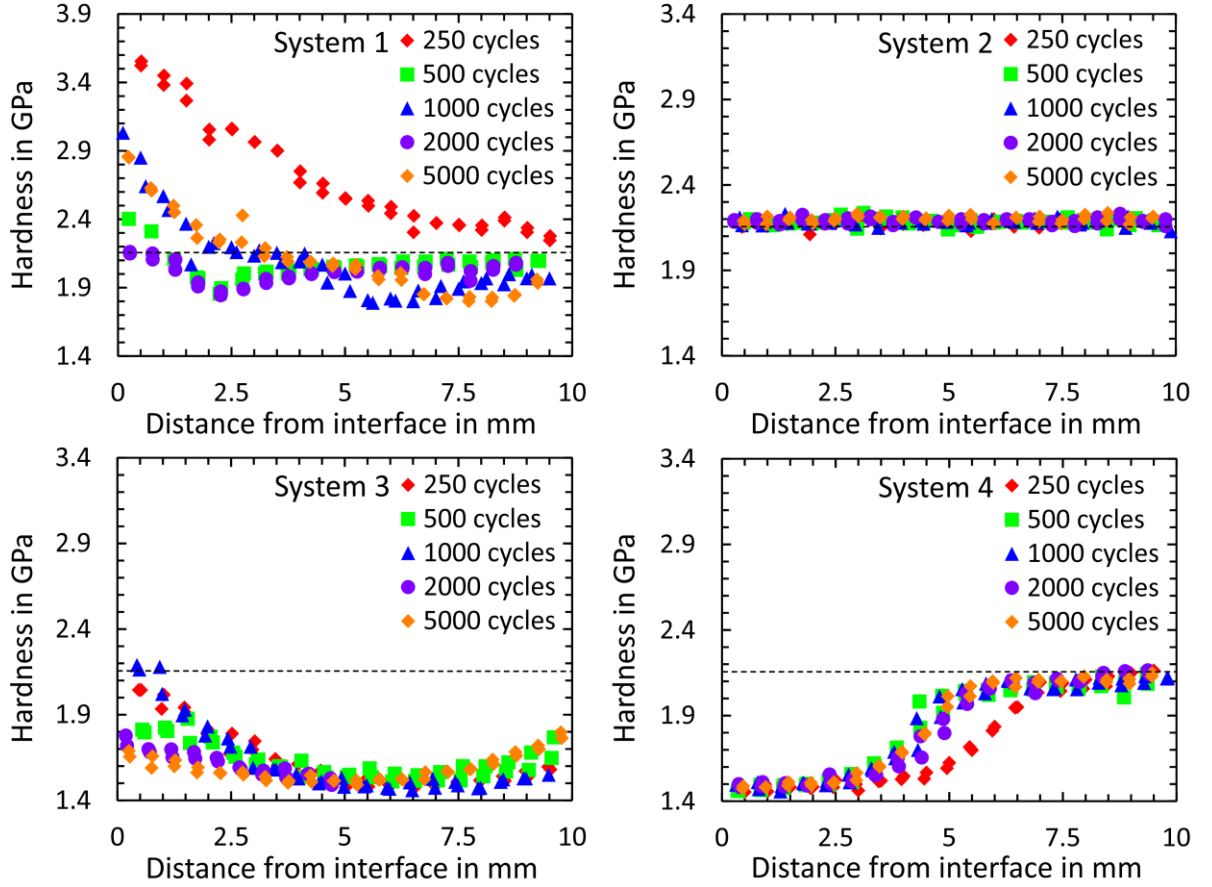 System 1
250 cycles
500 cycles
1000 cycles
2000 cycles
5000 cycles
Hardness in GPa
3.9
3.4
2.9
2.4
1.9
1.4
0
2.5
5
7.5
10
Distance from interface in mm
System 2
250 cycles
500 cycles
1000 cycles
2000 cycles
5000 cycles
Hardness in GPa
3.4
2.9
2.4
1.9
1.4
0
2.5
5
7.5
10
Distance from interface in mm
System 3
250 cycles
500 cycles
1000 cycles
2000 cycles
5000 cycles
Hardness in GPa
3.4
2.9
2.4
1.9
1.4
0
2.5
5
7.5
10
Distance from interface in mm
System 4
250 cycles
500 cycles
1000 cycles
2000 cycles
5000 cycles
Hardness in GPa
3.4
2.9
2.4
1.9
1.4
0
2.5
5
7.5
10
Distance from interface in mm